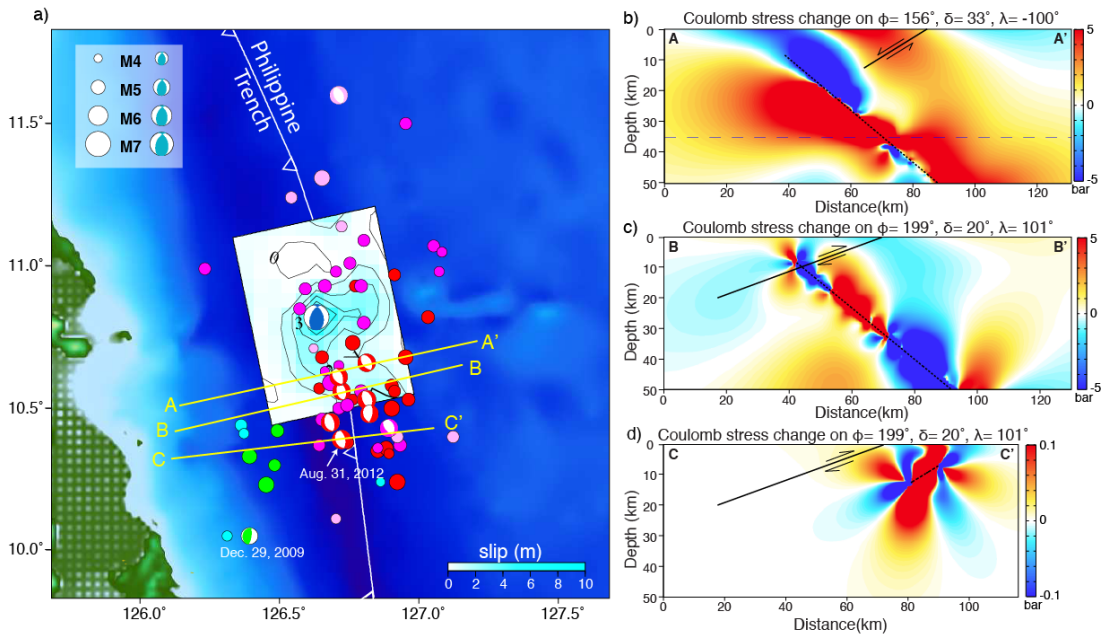 a)
M4
M5
M6
M7
Philippine
Trench
11.5˚
11.0˚
10.5˚
10.0˚
0
3
A
A'
B
B
C
C'
Aug. 31, 2012
Dec. 29, 2009
slip (m)
0 2 4 6 8 10
126.0˚ 126.5˚ 127.0˚ 127.5˚
b) Coulomb stress change on ϕ= 156˚, δ= 33˚, λ= -100˚
A A'
Depth (km)
0
10
20
30
40
50
0 20 40 60 80 100 120
Distance(km)
5
0
-5
bar
c) Coulomb stress change on ϕ= 199˚, δ= 20˚, λ= 101˚
B B'
Depth (km)
0
10
20
30
40
50
0 20 40 60 80 100 120
Distance(km)
5
0
-5
bar
d) Coulomb stress change on ϕ= 199˚, δ= 20˚, λ= 101˚
C C'
Depth (km)
0
10
20
30
40
50
0 20 40 60 80 100
Distance(km)
0.1
0
-0.1
bar